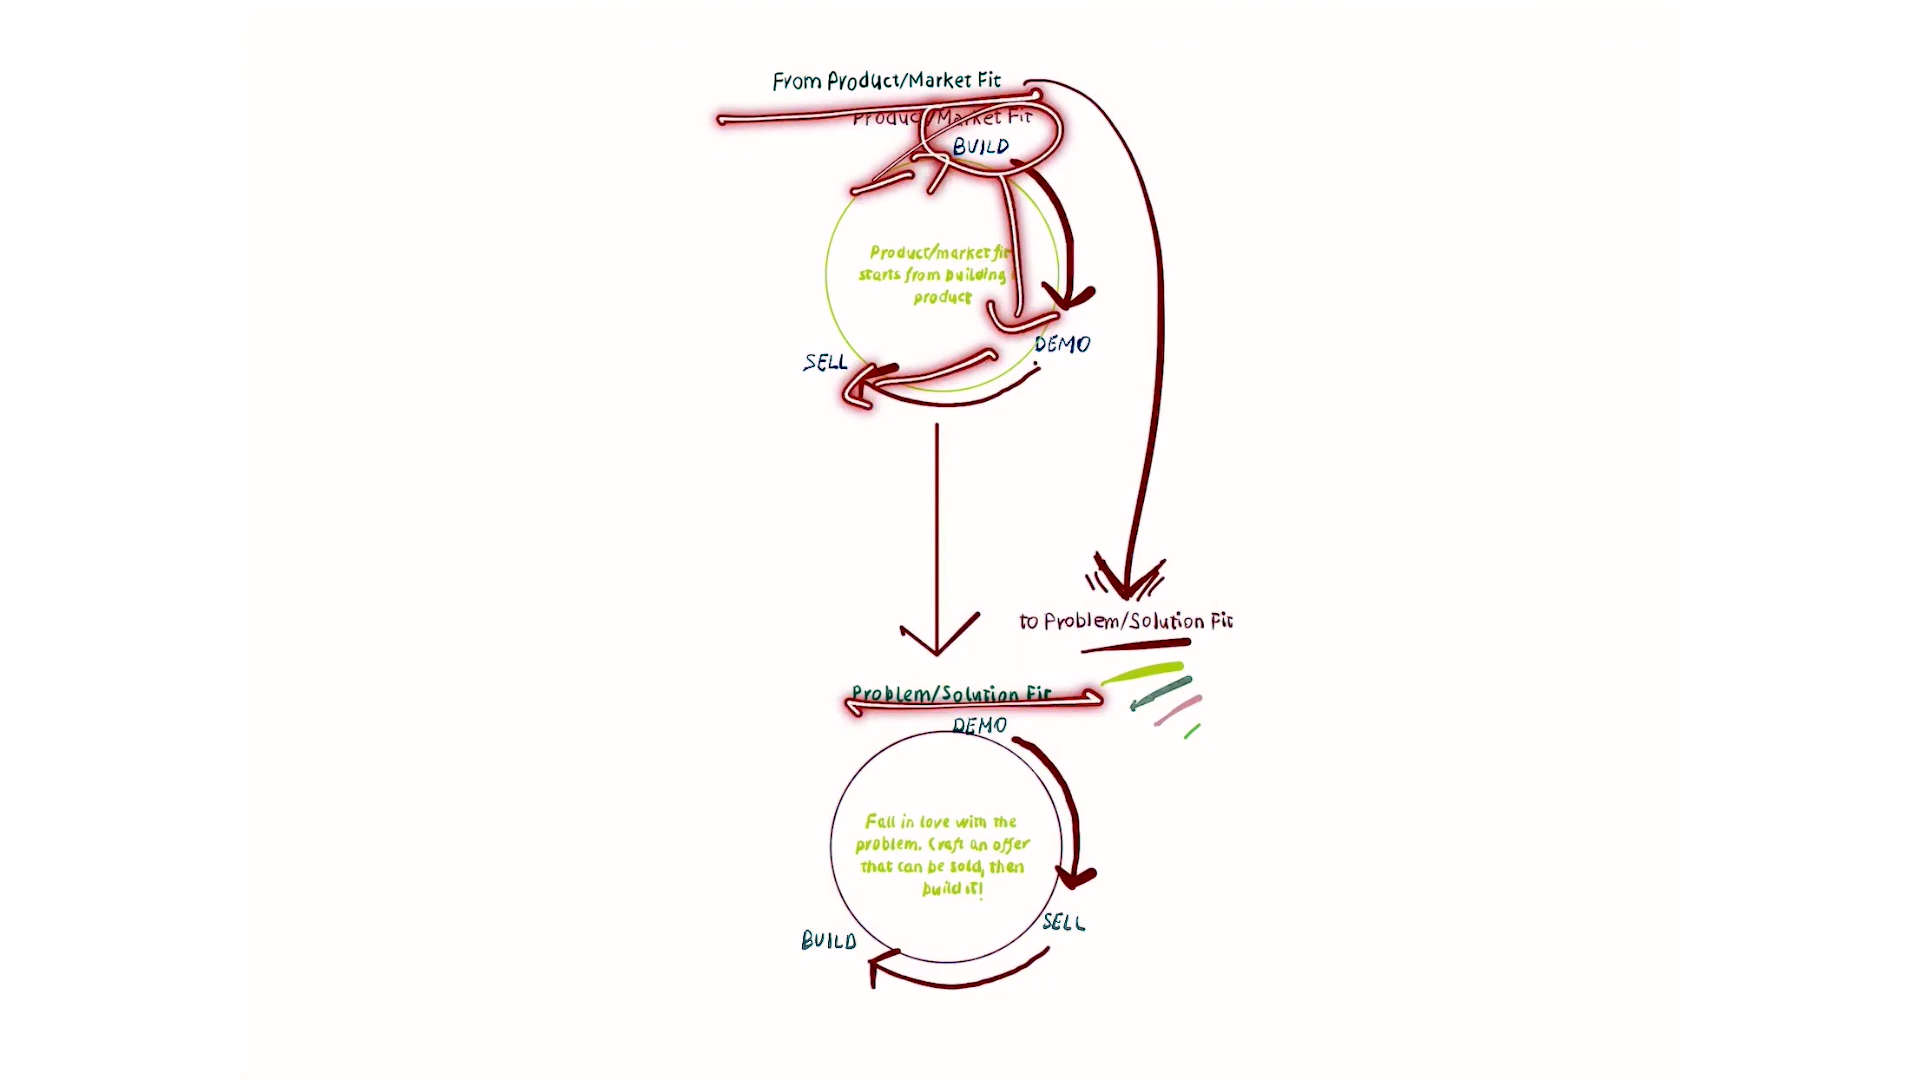 From Product/Market Fit
Product/Market Fit
BUILD
Product/market fit
starts from building
product
DEMO
SELL
to Problem/Solution Fit
Problem/Solution Fit
DEMO
Fall in love with the
problem. Craft an offer
that can be sold, then
build it!
SELL
BUILD